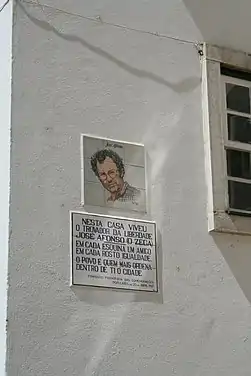 NESTA CASA VIVEU
O TROVADOR DA LIBERDADE
JOSÉ AFONSO (O ZECA)
EM CADA ESQUINA UM AMIGO
EM CADA ROSTO IGUALDADE
O POVO É QUEM MAIS ORDENA
DENTRO DE TI Ó CIDADE